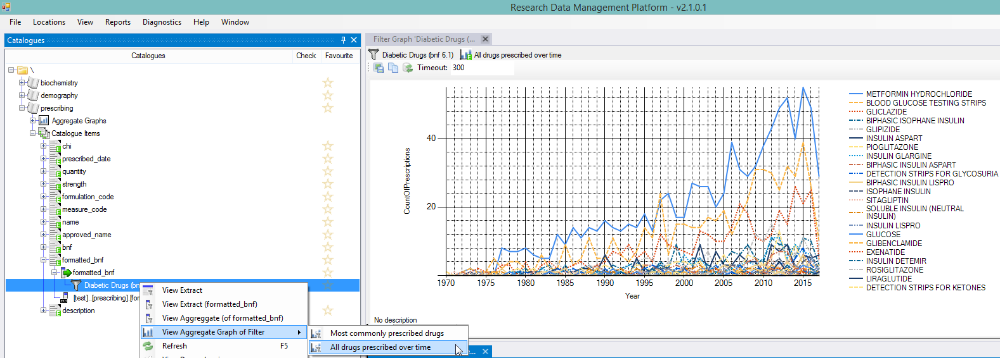 Research Data Management Platform - v2.1.0.1
File Locations View Reports Diagnostics Help Window
Catalogues
Catalogues Check Favourite
\
biochemistry
demography
prescribing
Aggregate Graphs
Catalogue Items
chi
prescribed_date
quantity
strength
formulation_code
measure_code
name
approved_name
bnf
formatted_bnf
formatted_bnf
Diabetic Drugs (bn
[test]..[prescribing].[for
description
View Extract
View Extract (formatted_bnf)
View Aggreggate (of formatted_bnf)
View Aggregate Graph of Filter
Refresh F5
Most commonly prescribed drugs
All drugs prescribed over time
Filter Graph 'Diabetic Drugs (...
Diabetic Drugs (bnf 6.1) All drugs prescribed over time
Timeout: 300
CountOfPrescriptions
40
20
1970 1975 1980 1985 1990 1995 2000 2005 2010 2015
Year
METFORMIN HYDROCHLORIDE
BLOOD GLUCOSE TESTING STRIPS
GLICLAZIDE
BIPHASIC ISOPHANE INSULIN
GLIPIZIDE
INSULIN ASPART
PIOGLITAZONE
INSULIN GLARGINE
BIPHASIC INSULIN ASPART
DETECTION STRIPS FOR GLYCOSURIA
BIPHASIC INSULIN LISPRO
ISOPHANE INSULIN
SITAGLIPTIN
SOLUBLE INSULIN (NEUTRAL
INSULIN)
INSULIN LISPRO
GLUCOSE
GLIBENCLAMIDE
EXENATIDE
INSULIN DETEMIR
ROSIGLITAZONE
LIRAGLUTIDE
DETECTION STRIPS FOR KETONES
No description
e...